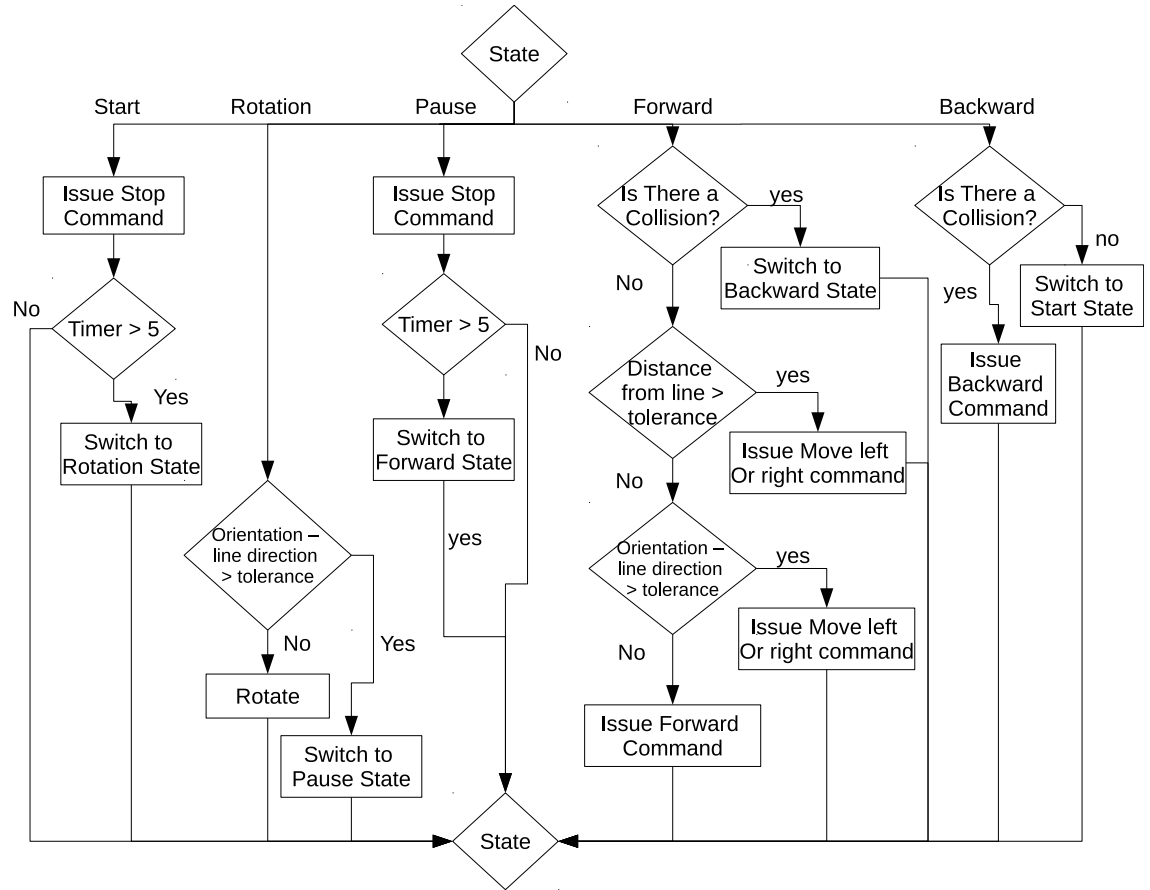 State
Start
Rotation
Pause
Forward
Backward
Issue Stop
Command
Issue Stop
Command
Is There a
Collision?
yes
Is There a
Collision?
no
No
Timer > 5
Yes
Timer > 5
No
No
Switch to
Backward State
yes
Switch to
Start State
Switch to
Rotation State
Switch to
Forward State
yes
Distance
from line >
tolerance
yes
Issue
Backward
Command
Issue Move left
Or right command
No
Orientation –
line direction
> tolerance
No
Yes
Orientation –
line direction
> tolerance
yes
Issue Move left
Or right command
No
Rotate
Switch to
Pause State
Issue Forward
Command
State